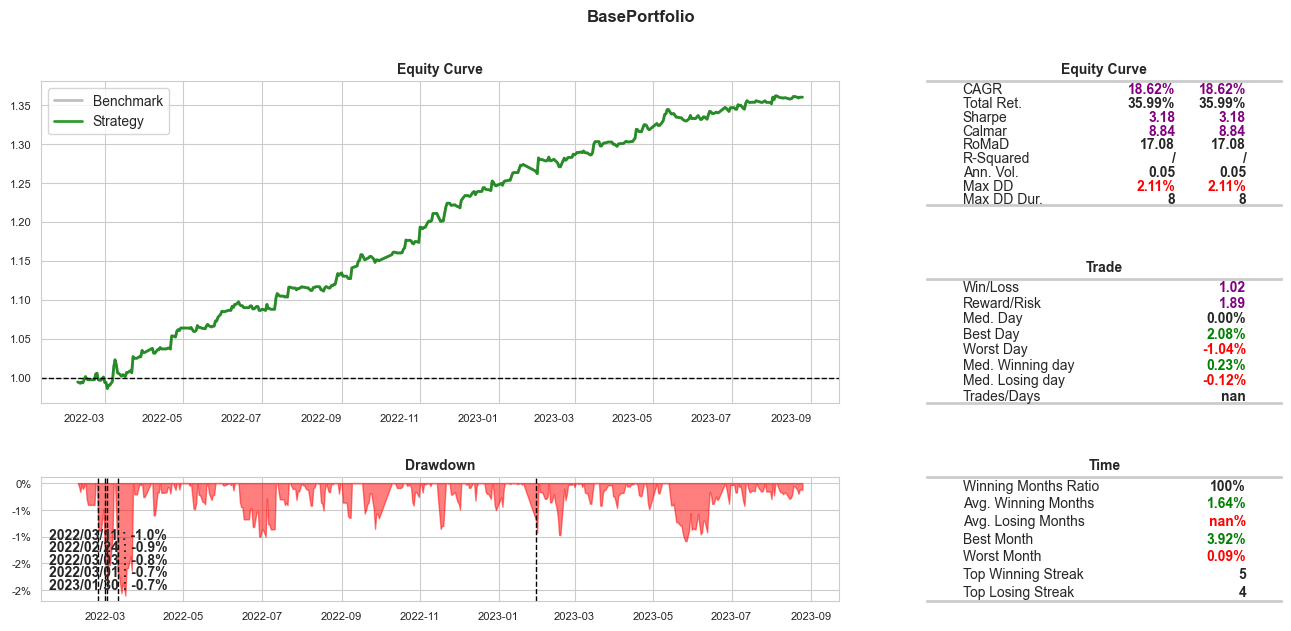 BasePortfolio
Equity Curve
Benchmark
Strategy
1.35
1.30
1.25
1.20
1.15
1.10
1.05
1.00
2022-03 2022-05 2022-07 2022-09 2022-11 2023-01 2023-03 2023-05 2023-07 2023-09
Drawdown
0%
-1%
-1%
-2%
-2%
2022/03/11 : -1.0%
2022/02/24 : -0.9%
2022/03/03 : -0.8%
2022/03/01 : -0.7%
2023/01/30 : -0.7%
2022-03 2022-05 2022-07 2022-09 2022-11 2023-01 2023-03 2023-05 2023-07 2023-09
Equity Curve
CAGR 18.62% 18.62%
Total Ret. 35.99% 35.99%
Sharpe 3.18 3.18
Calmar 8.84 8.84
RoMaD 17.08 17.08
R-Squared / /
Ann. Vol. 0.05 0.05
Max DD 2.11% 2.11%
Max DD Dur. 8 8
Trade
Win/Loss 1.02
Reward/Risk 1.89
Med. Day 0.00%
Best Day 2.08%
Worst Day -1.04%
Med. Winning day 0.23%
Med. Losing day -0.12%
Trades/Days nan
Time
Winning Months Ratio 100%
Avg. Winning Months 1.64%
Avg. Losing Months nan%
Best Month 3.92%
Worst Month 0.09%
Top Winning Streak 5
Top Losing Streak 4